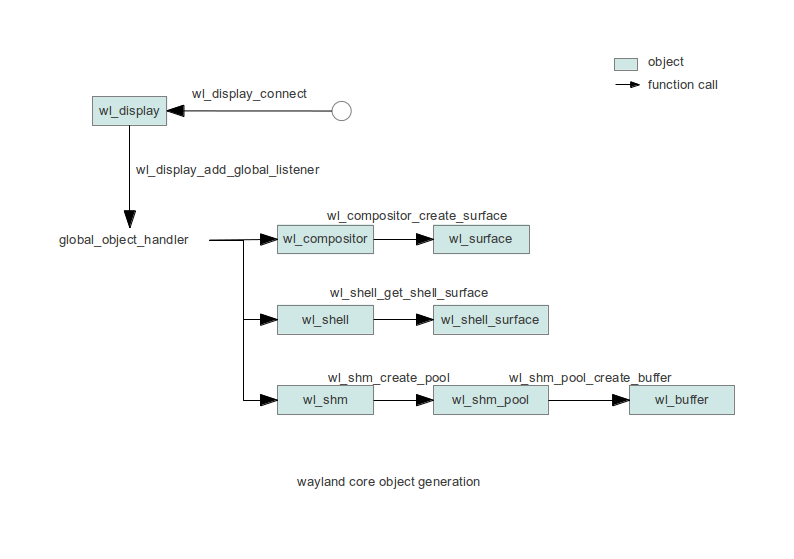 object
function call
wl_display_connect
wl_display
wl_display_add_global_listener
global_object_handler
wl_compositor_create_surface
wl_compositor
wl_surface
wl_shell_get_shell_surface
wl_shell
wl_shell_surface
wl_shm_create_pool
wl_shm_pool_create_buffer
wl_shm
wl_shm_pool
wl_buffer
wayland core object generation